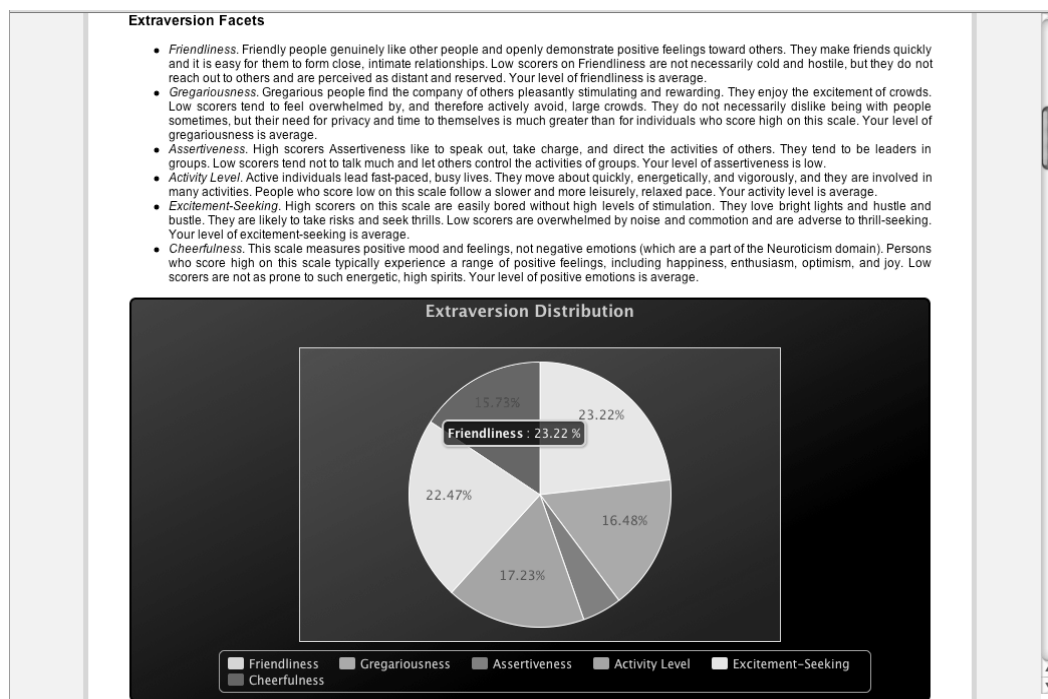 Extraversion Facets
• Friendliness. Friendly people genuinely like other people and openly demonstrate positive feelings toward others. They make friends quickly
and it is easy for them to form close, intimate relationships. Low scorers on Friendliness are not necessarily cold and hostile, but they do not
reach out to others and are perceived as distant and reserved. Your level of friendliness is average.
• Gregariousness. Gregarious people find the company of others pleasantly stimulating and rewarding. They enjoy the excitement of crowds.
Low scorers tend to feel overwhelmed by, and therefore actively avoid, large crowds. They do not necessarily dislike being with people
sometimes, but their need for privacy and time to themselves is much greater than for individuals who score high on this scale. Your level of
gregariousness is average.
• Assertiveness. High scorers Assertiveness like to speak out, take charge, and direct the activities of others. They tend to be leaders in
groups. Low scorers tend not to talk much and let others control the activities of groups. Your level of assertiveness is low.
• Activity Level. Active individuals lead fast-paced, busy lives. They move about quickly, energetically, and vigorously, and they are involved in
many activities. People who score low on this scale follow a slower and more leisurely, relaxed pace. Your activity level is average.
• Excitement-Seeking. High scorers on this scale are easily bored without high levels of stimulation. They love bright lights and hustle and
bustle. They are likely to take risks and seek thrills. Low scorers are overwhelmed by noise and commotion and are adverse to thrill-seeking.
Your level of excitement-seeking is average.
• Cheerfulness. This scale measures positive mood and feelings, not negative emotions (which are a part of the Neuroticism domain). Persons
who score high on this scale typically experience a range of positive feelings, including happiness, enthusiasm, optimism, and joy. Low
scorers are not as prone to such energetic, high spirits. Your level of positive emotions is average.
Extraversion Distribution
15.73%
23.22%
Friendliness : 23.22 %
22.47%
16.48%
17.23%
Friendliness Gregariousness Assertiveness Activity Level Excitement-Seeking
Cheerfulness